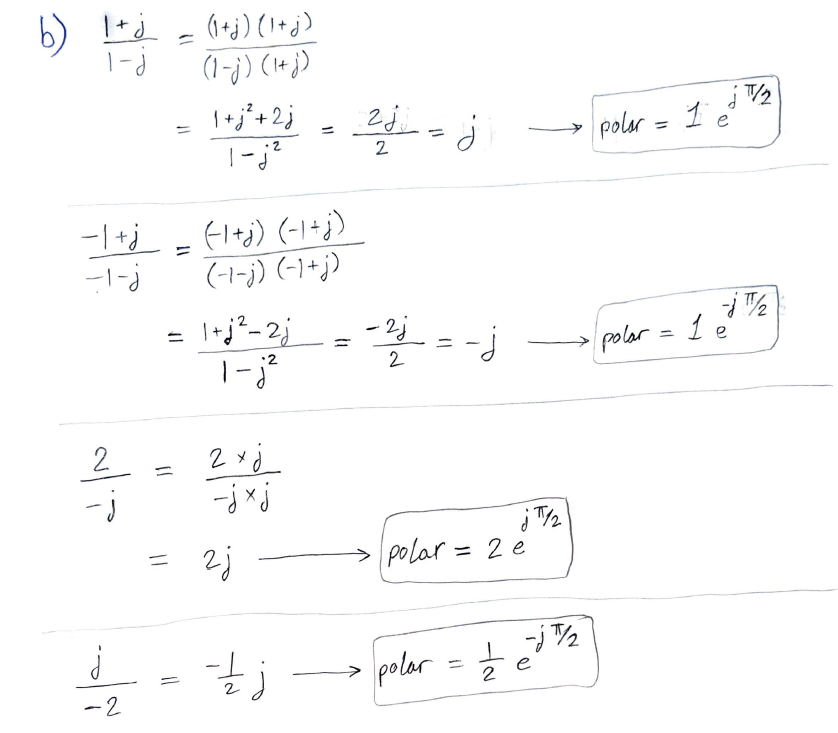 b) (1+j)/(1-j) = ((1+j) (1+j))/((1-j) (1+j))
= (1+j²+2j)/(1-j²) = 2j/2 = j → polar = 1 e^(j π/2)
(-1+j)/(-1-j) = ((-1+j) (-1+j))/((-1-j) (-1+j))
= (1+j²-2j)/(1-j²) = -2j/2 = -j → polar = 1 e^(-j π/2)
2/(-j) = (2 × j)/(-j × j)
= 2j → polar = 2 e^(j π/2)
j/(-2) = -1/2 j → polar = 1/2 e^(-j π/2)